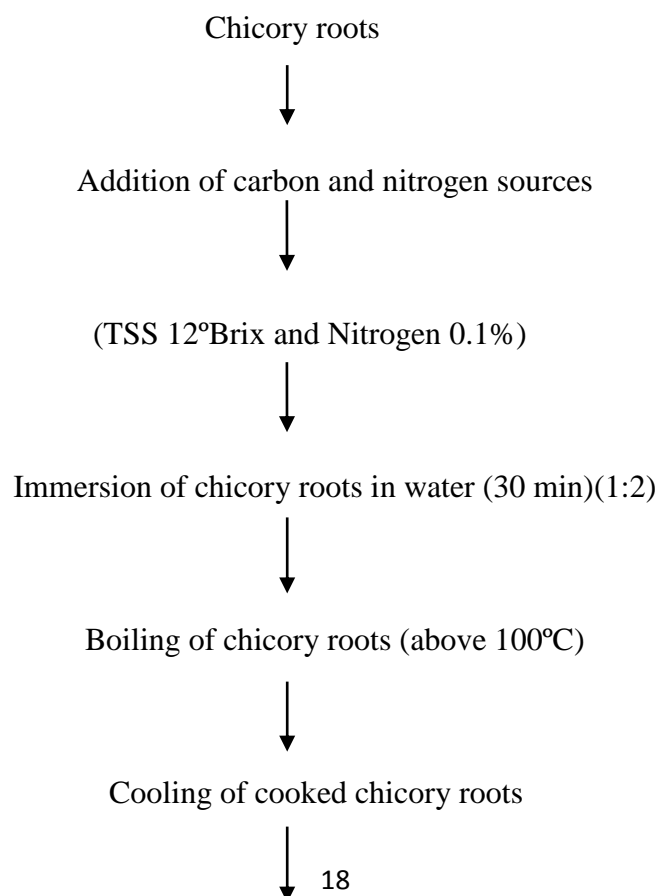 Chicory roots
Addition of carbon and nitrogen sources
(TSS 12ºBrix and Nitrogen 0.1%)
Immersion of chicory roots in water (30 min)(1:2)
Boiling of chicory roots (above 100ºC)
Cooling of cooked chicory roots
18